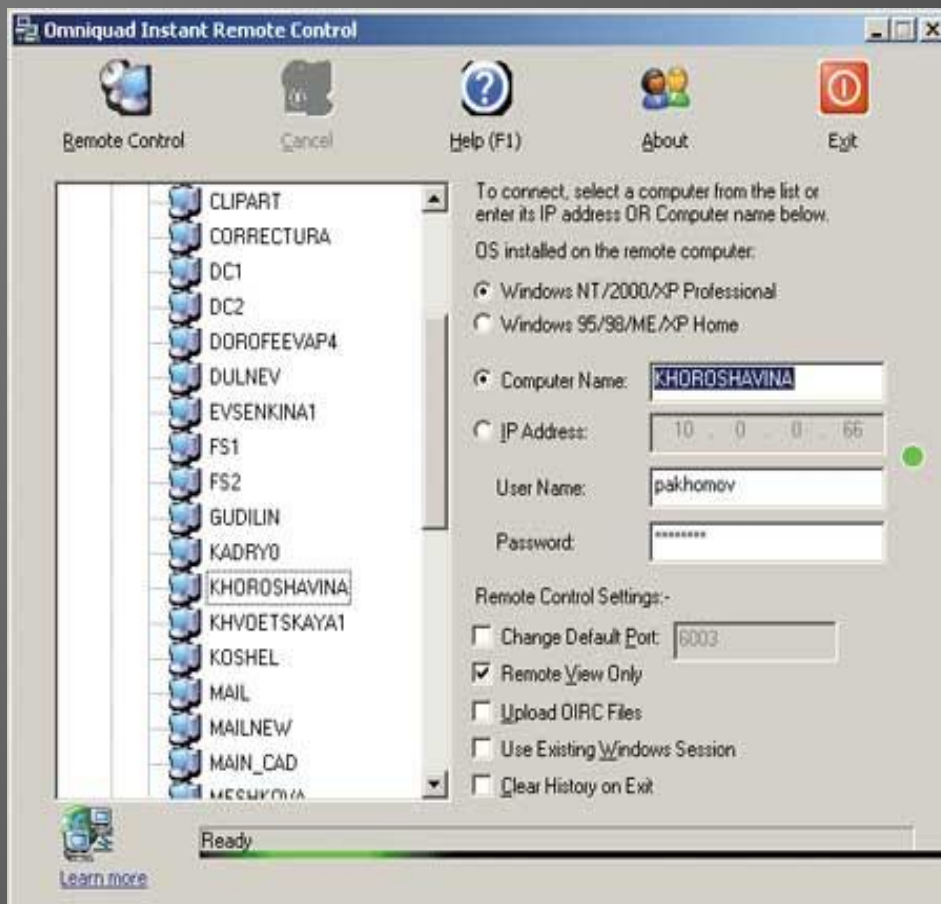 Omniquad Instant Remote Control
Remote Control
Cancel
Help (F1)
About
Exit
CLIPART
CORRECTURA
DC1
DC2
DOROFEEVAP4
DULNEV
EVSENKINA1
FS1
FS2
GUDILIN
KADRY0
KHOROSHAVINA
KHVOETSKAYA1
KOSHEL
MAIL
MAILNEW
MAIN_CAD
MESHKOVA
To connect, select a computer from the list or
enter its IP address OR Computer name below.
OS installed on the remote computer:
Windows NT/2000/XP Professional
Windows 95/98/ME/XP Home
Computer Name: KHOROSHAVINA
IP Address: 10 . 0 . 0 . 66
User Name: pakhomov
Password: ********
Remote Control Settings:-
Change Default Port: 6003
Remote View Only
Upload OIRC Files
Use Existing Windows Session
Clear History on Exit
Ready
Learn more